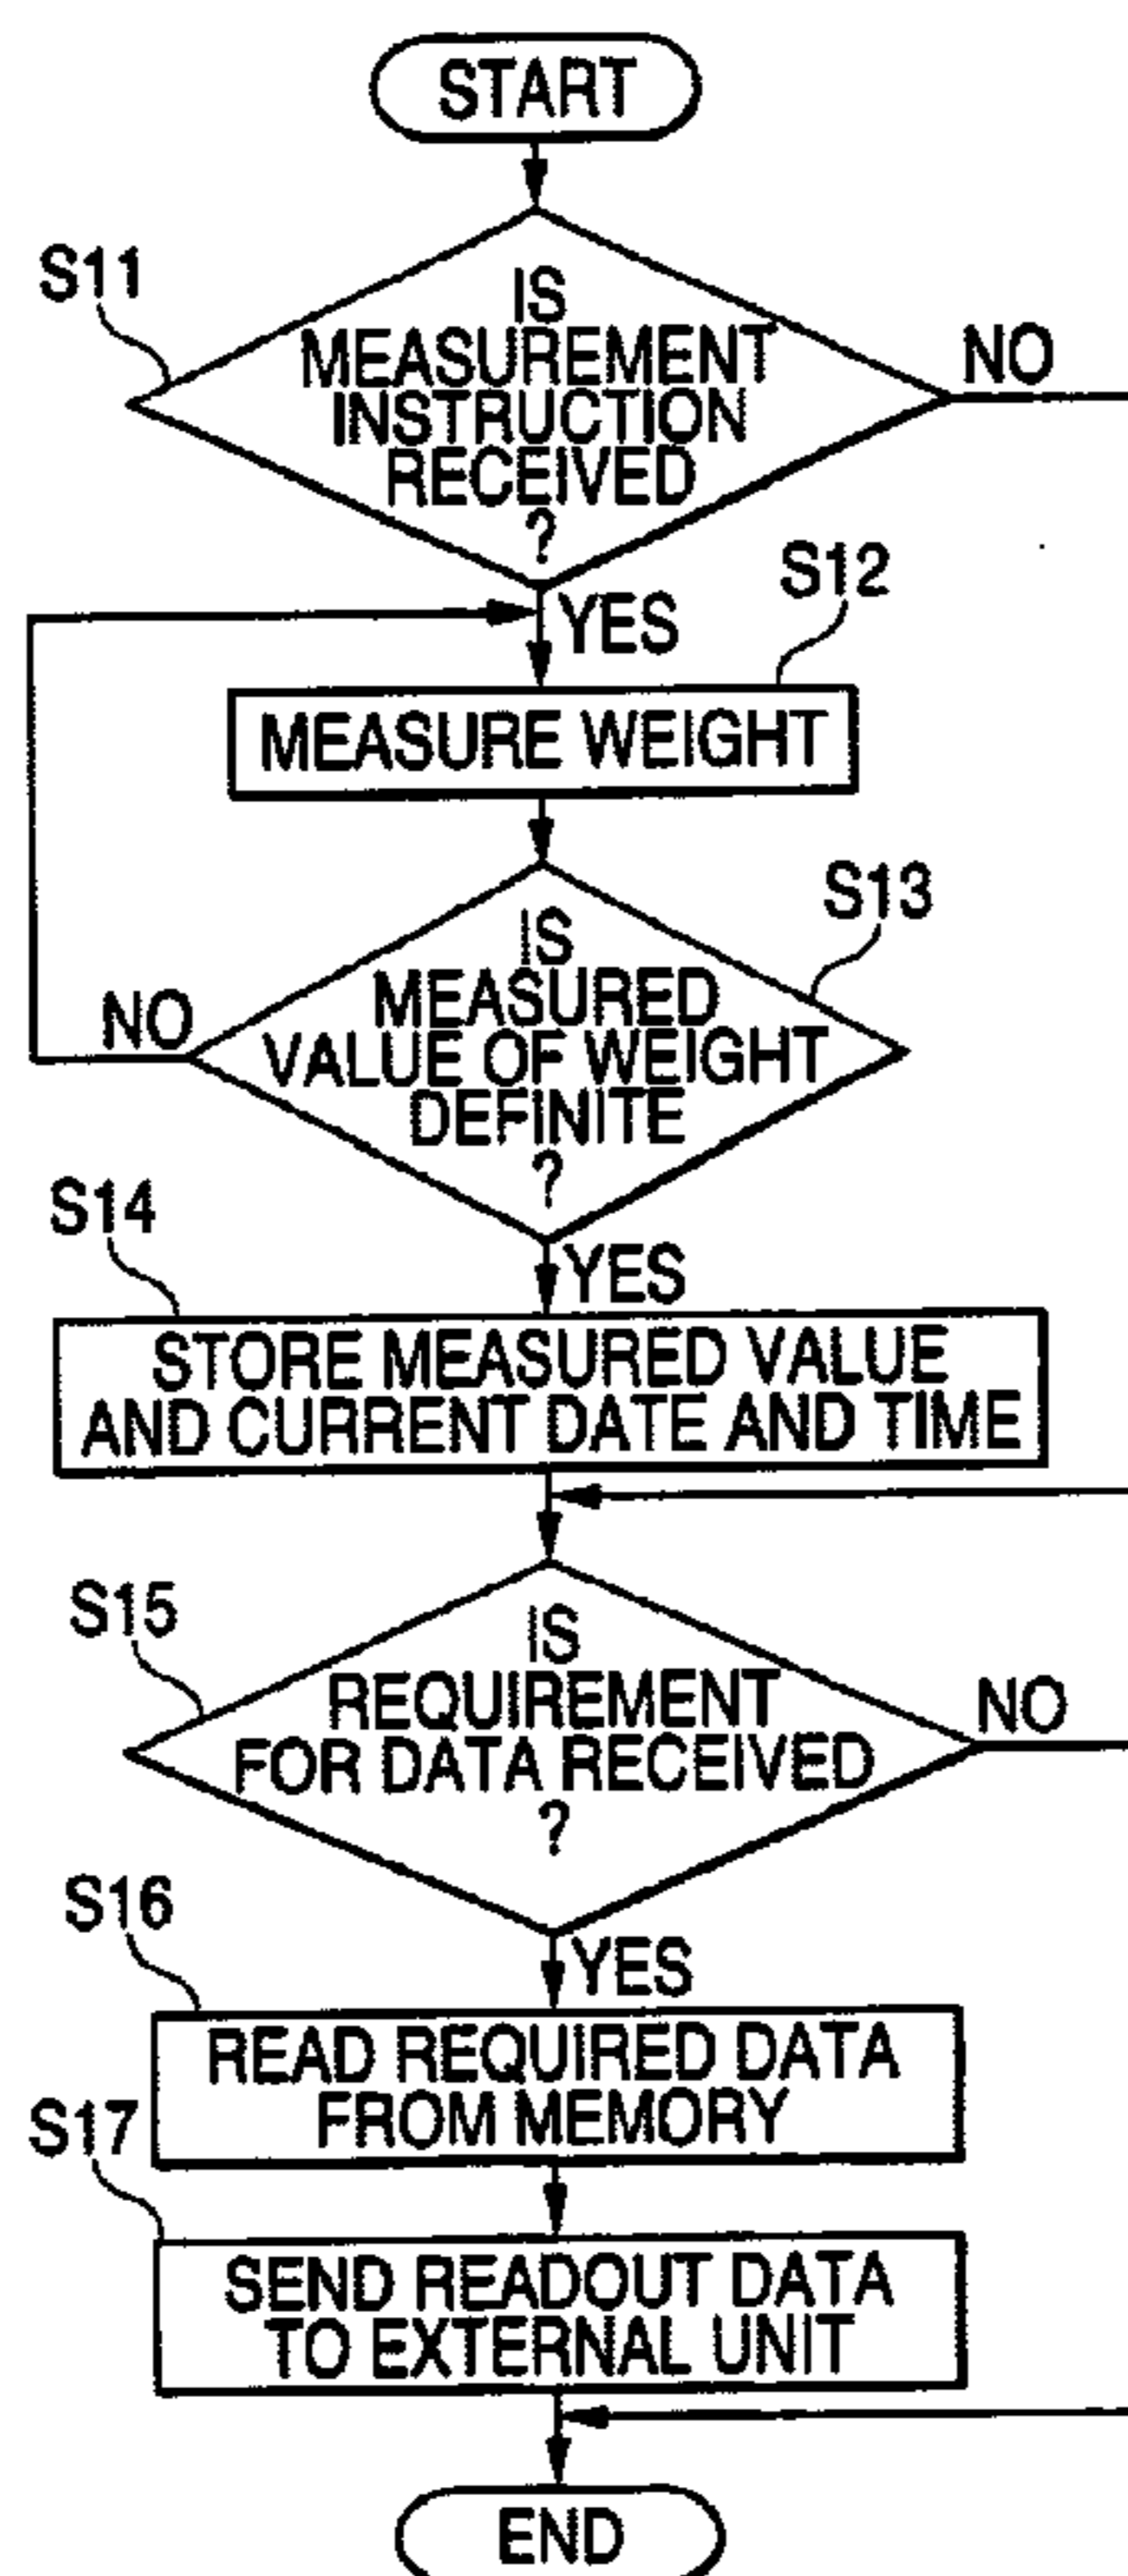 START
S11
IS
MEASUREMENT
INSTRUCTION
RECEIVED
?
NO
YES
S12
MEASURE WEIGHT
S13
IS
MEASURED
VALUE OF WEIGHT
DEFINITE
?
NO
YES
S14
STORE MEASURED VALUE
AND CURRENT DATE AND TIME
S15
IS
REQUIREMENT
FOR DATA RECEIVED
?
NO
YES
S16
READ REQUIRED DATA
FROM MEMORY
S17
SEND READOUT DATA
TO EXTERNAL UNIT
END